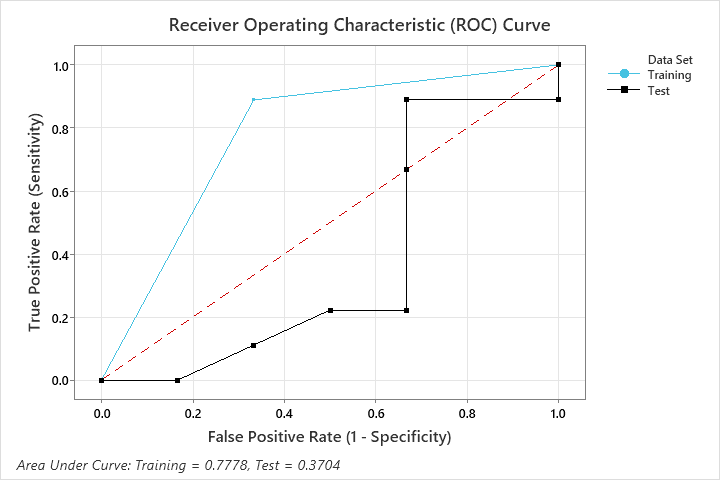 Receiver Operating Characteristic (ROC) Curve
Data Set
Training
Test
True Positive Rate (Sensitivity)
1.0
0.8
0.6
0.4
0.2
0.0
0.0 0.2 0.4 0.6 0.8 1.0
False Positive Rate (1 - Specificity)
Area Under Curve: Training = 0.7778, Test = 0.3704